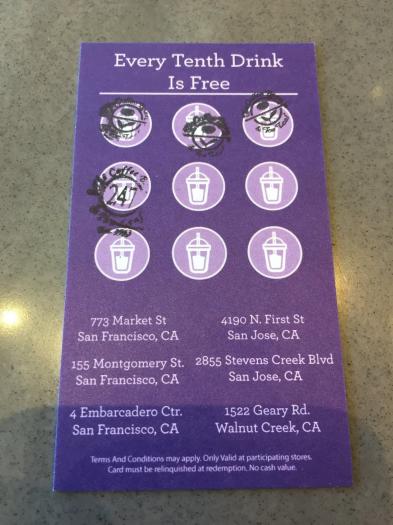 Every Tenth Drink
Is Free
247
773 Market St
San Francisco, CA
4190 N. First St
San Jose, CA
155 Montgomery St.
San Francisco, CA
2855 Stevens Creek Blvd
San Jose, CA
4 Embarcadero Ctr.
San Francisco, CA
1522 Geary Rd.
Walnut Creek, CA
Terms And Conditions may apply. Only Valid at participating stores.
Card must be relinquished at redemption. No cash value.